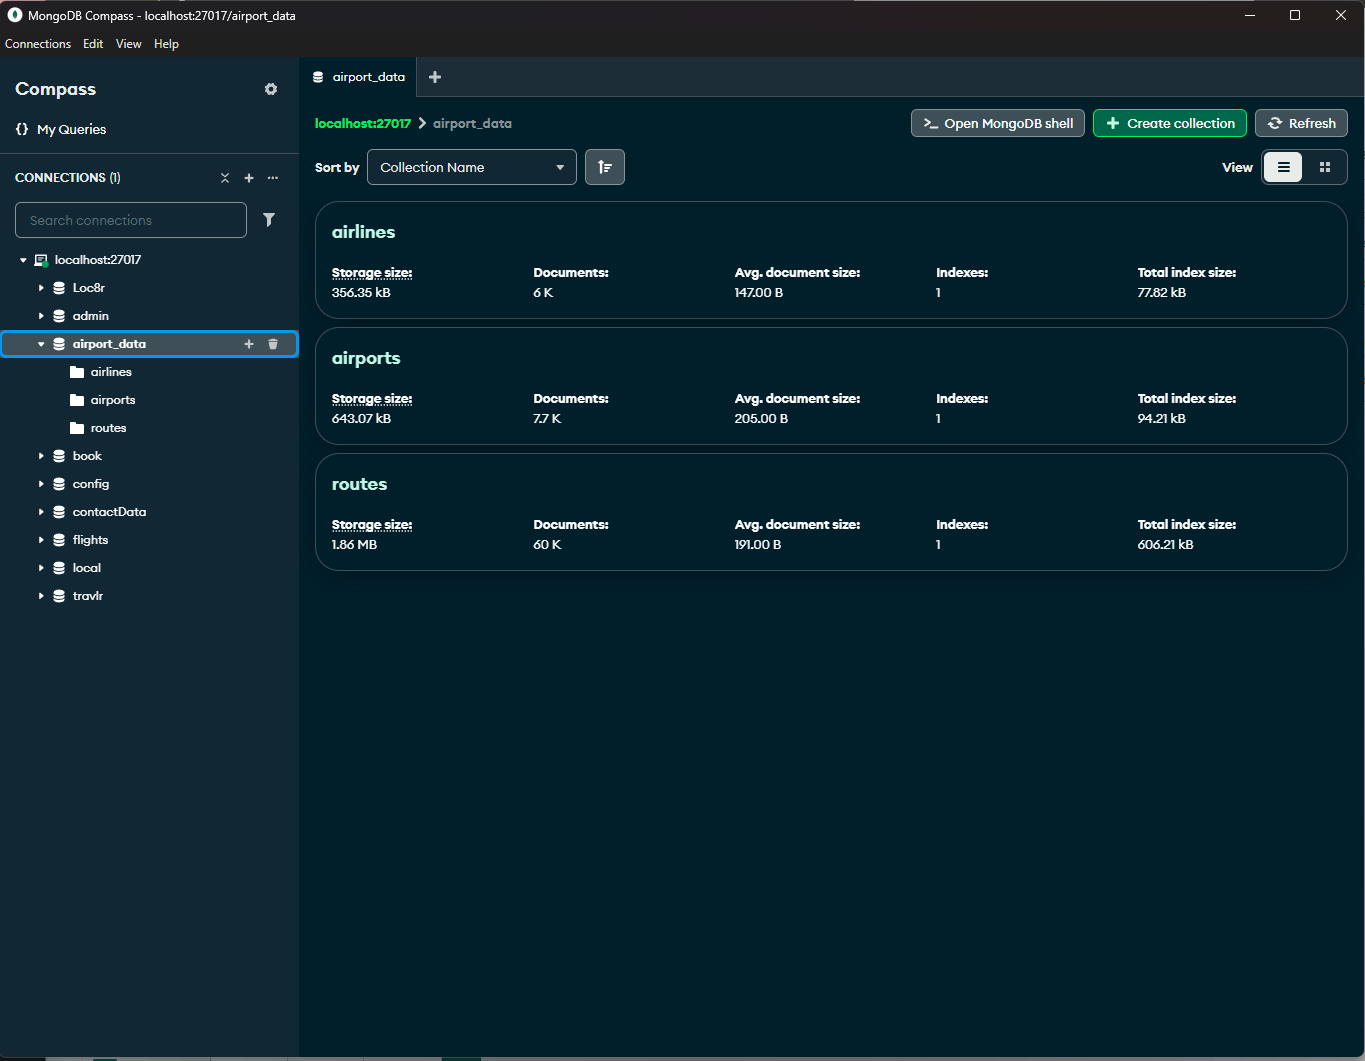 MongoDB Compass - localhost:27017/airport_data
Connections Edit View Help
Compass
{} My Queries
CONNECTIONS (1)
Search connections
localhost:27017
Loc8r
admin
airport_data
airlines
airports
routes
book
config
contactData
flights
local
travlr
airport_data
localhost:27017 > airport_data
>_ Open MongoDB shell
+ Create collection
Refresh
Sort by Collection Name
View
airlines
Storage size: Documents: Avg. document size: Indexes: Total index size:
356.35 kB 6 K 147.00 B 1 77.82 kB
airports
Storage size: Documents: Avg. document size: Indexes: Total index size:
643.07 kB 7.7 K 205.00 B 1 94.21 kB
routes
Storage size: Documents: Avg. document size: Indexes: Total index size:
1.86 MB 60 K 191.00 B 1 606.21 kB